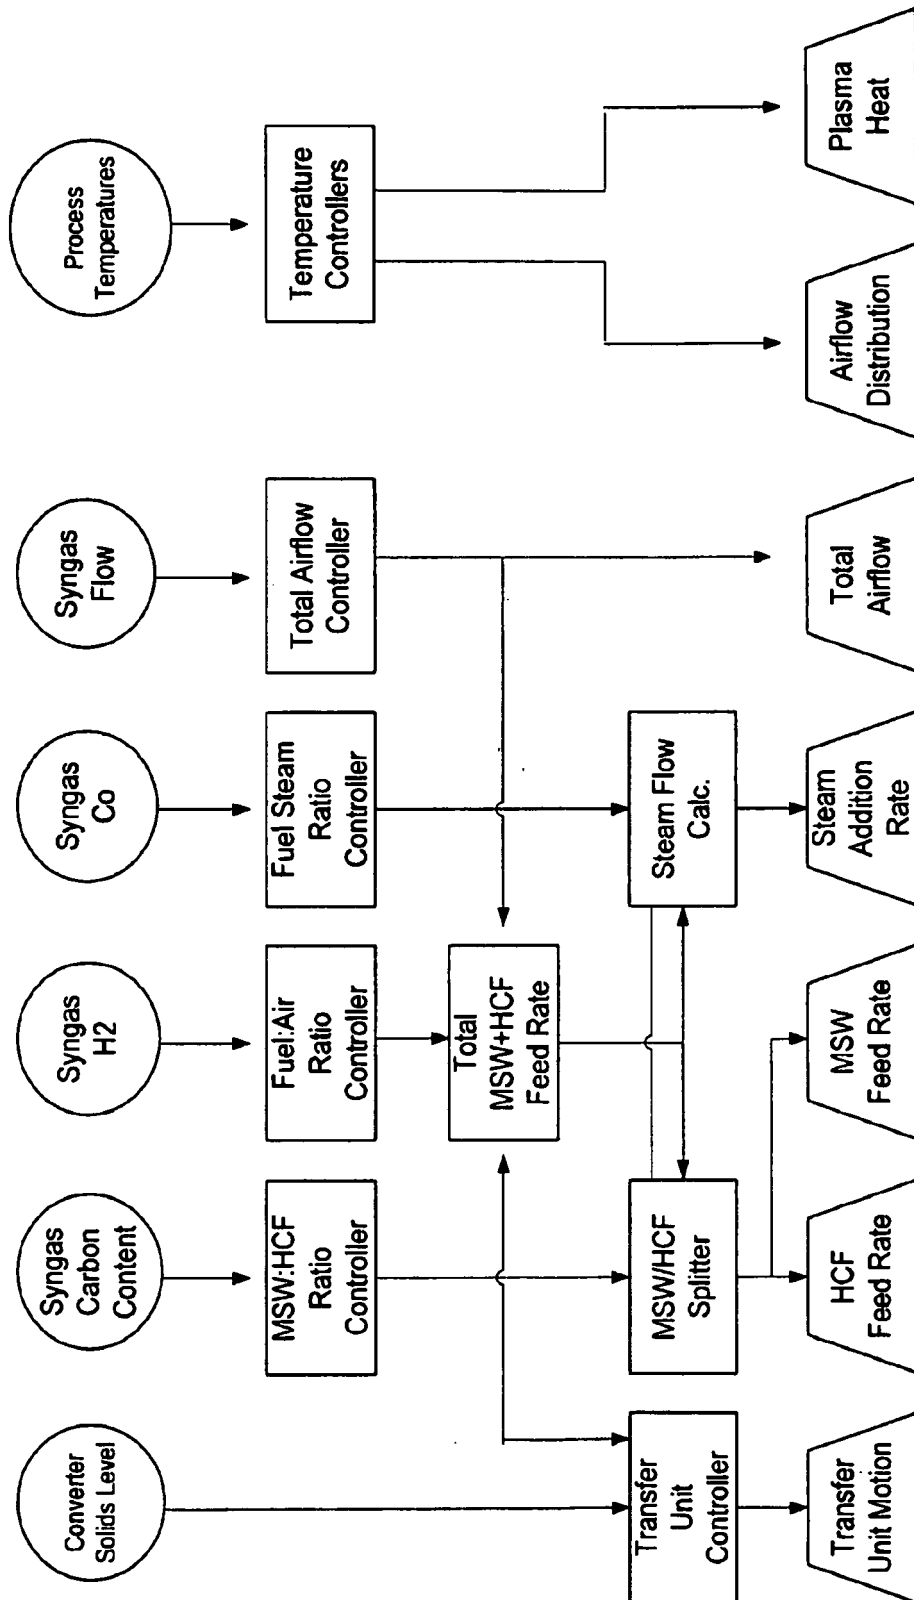 Converter
Solids Level
Syngas
Carbon
Content
Syngas
H2
Syngas
Co
Syngas
Flow
Process
Temperatures
MSW:HCF
Ratio
Controller
Fuel:Air
Ratio
Controller
Fuel Steam
Ratio
Controller
Total Airflow
Controller
Temperature
Controllers
Total
MSW+HCF
Feed Rate
Transfer
Unit
Controller
MSW/HCF
Splitter
Steam Flow
Calc.
Transfer
Unit Motion
HCF
Feed Rate
MSW
Feed Rate
Steam
Addition
Rate
Total
Airflow
Airflow
Distribution
Plasma
Heat